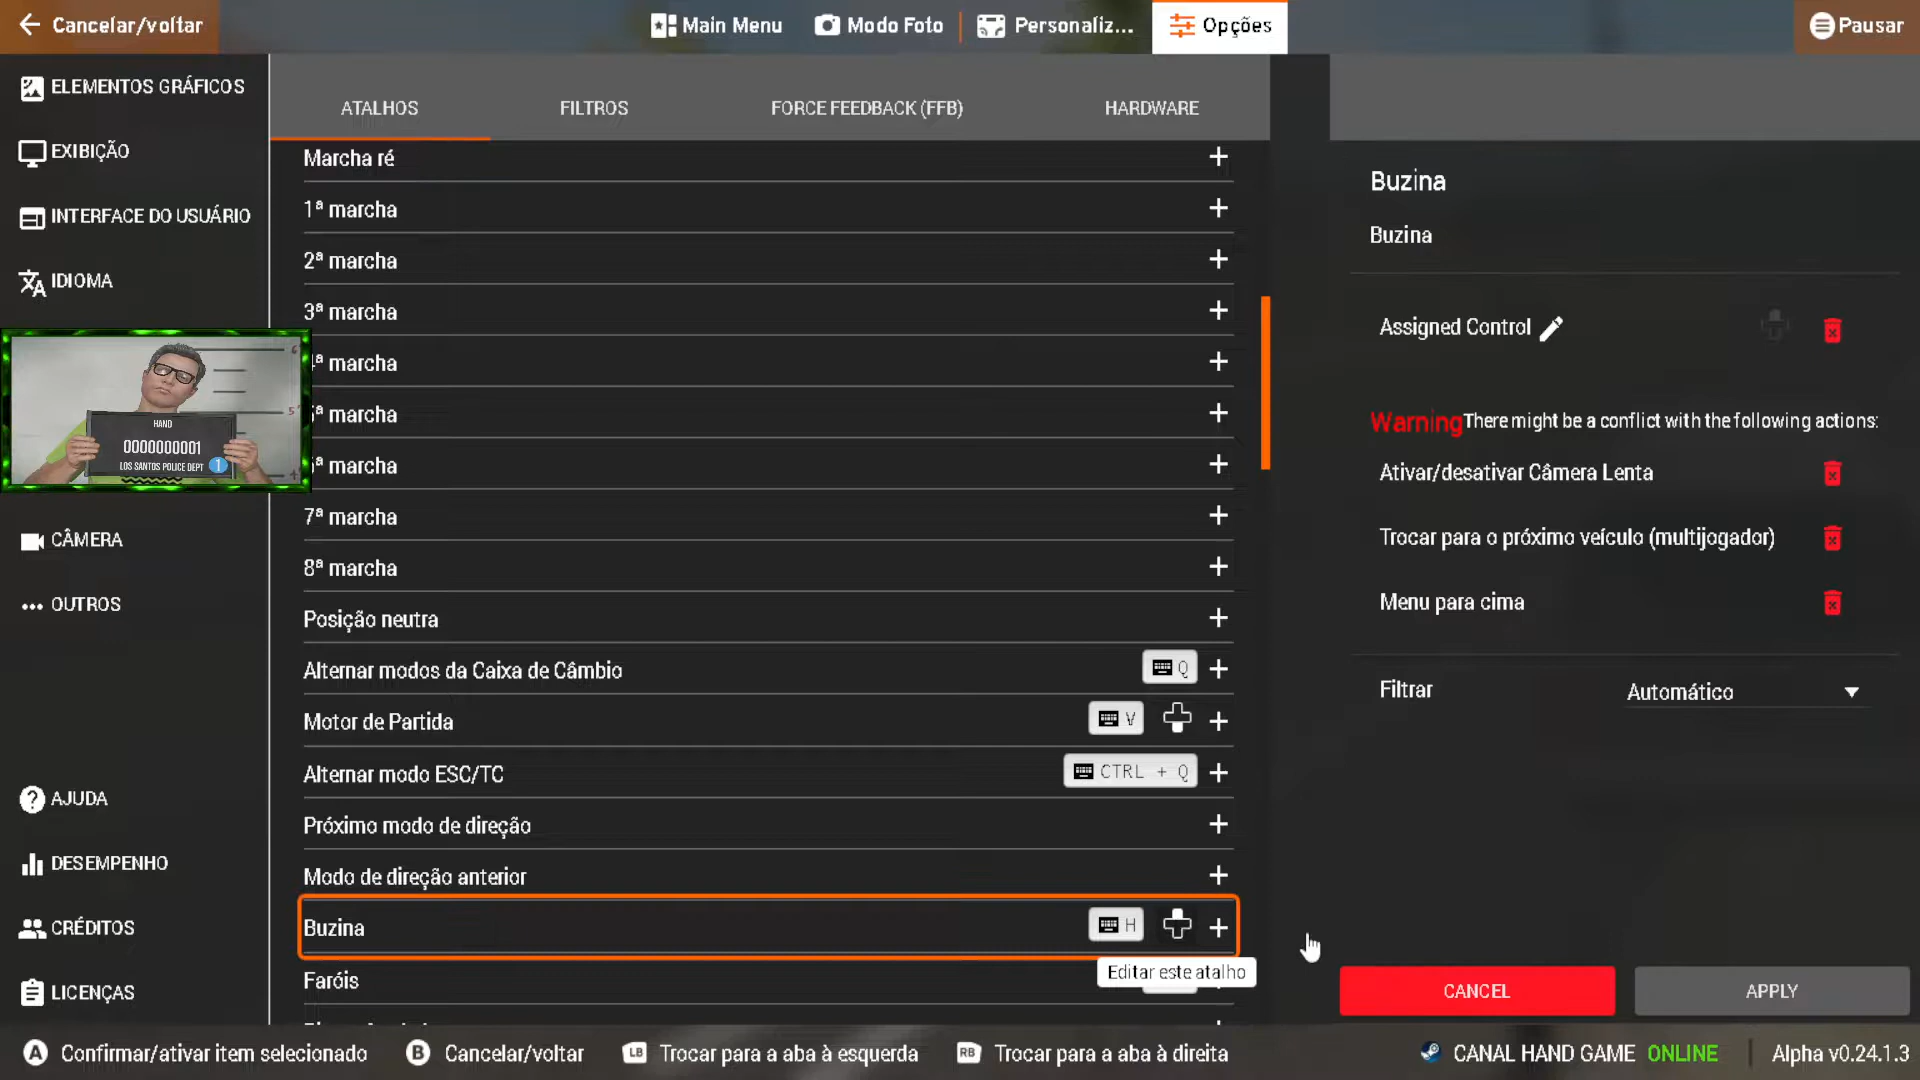 Cancelar/voltar
Main Menu
Modo Foto
Personaliz...
Opções
Pausar
ELEMENTOS GRÁFICOS
EXIBIÇÃO
INTERFACE DO USUÁRIO
IDIOMA
HAND
0000000001
LOS SANTOS POLICE DEPT
1
CÂMERA
OUTROS
AJUDA
DESEMPENHO
CRÉDITOS
LICENÇAS
ATALHOS
FILTROS
FORCE FEEDBACK (FFB)
HARDWARE
Marcha ré
1ª marcha
2ª marcha
3ª marcha
ª marcha
ª marcha
ª marcha
7ª marcha
8ª marcha
Posição neutra
Alternar modos da Caixa de Câmbio
Q
Motor de Partida
V
Alternar modo ESC/TC
CTRL + Q
Próximo modo de direção
Modo de direção anterior
Buzina
H
Editar este atalho
Faróis
Buzina
Buzina
Assigned Control
Warning There might be a conflict with the following actions:
Ativar/desativar Câmera Lenta
Trocar para o próximo veículo (multijogador)
Menu para cima
Filtrar
Automático
CANCEL
APPLY
A Confirmar/ativar item selecionado
B Cancelar/voltar
LB Trocar para a aba à esquerda
RB Trocar para a aba à direita
CANAL HAND GAME ONLINE
Alpha v0.24.1.3